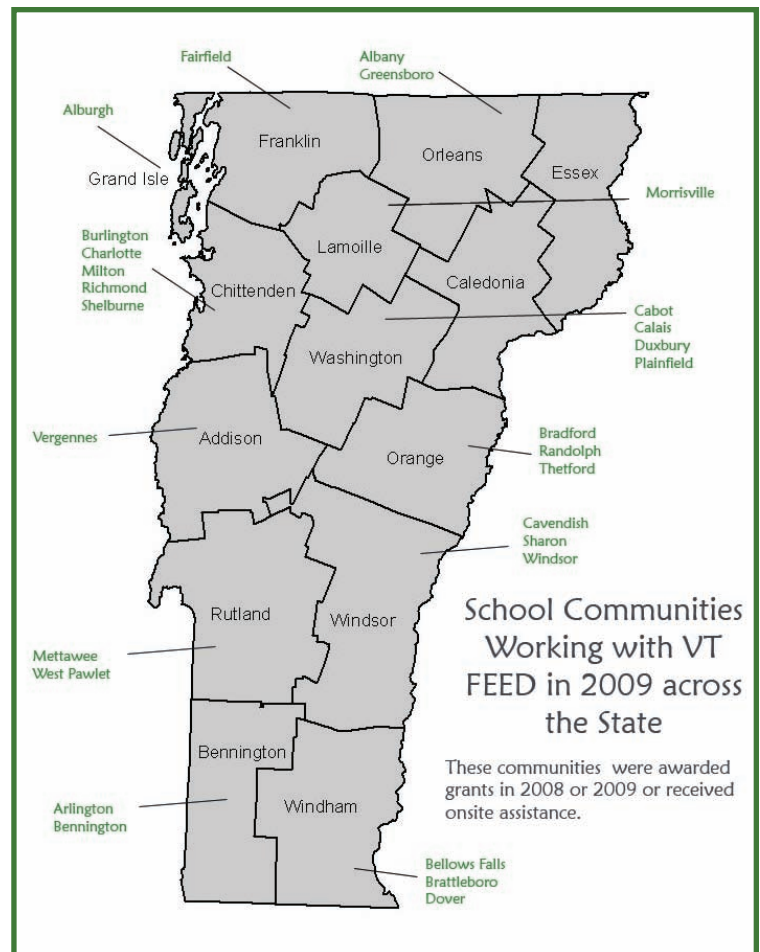 Fairfield
Albany
Greensboro
Alburgh
Franklin
Orleans
Essex
Grand Isle
Morrisville
Burlington
Charlotte
Milton
Richmond
Shelburne
Lamoille
Chittenden
Caledonia
Cabot
Calais
Duxbury
Plainfield
Washington
Vergennes
Addison
Orange
Bradford
Randolph
Thetford
Cavendish
Sharon
Windsor
Rutland
Windsor
School Communities
Working with VT
FEED in 2009 across
the State
Mettawee
West Pawlet
These communities were awarded
grants in 2008 or 2009 or received
onsite assistance.
Bennington
Windham
Arlington
Bennington
Bellows Falls
Brattleboro
Dover